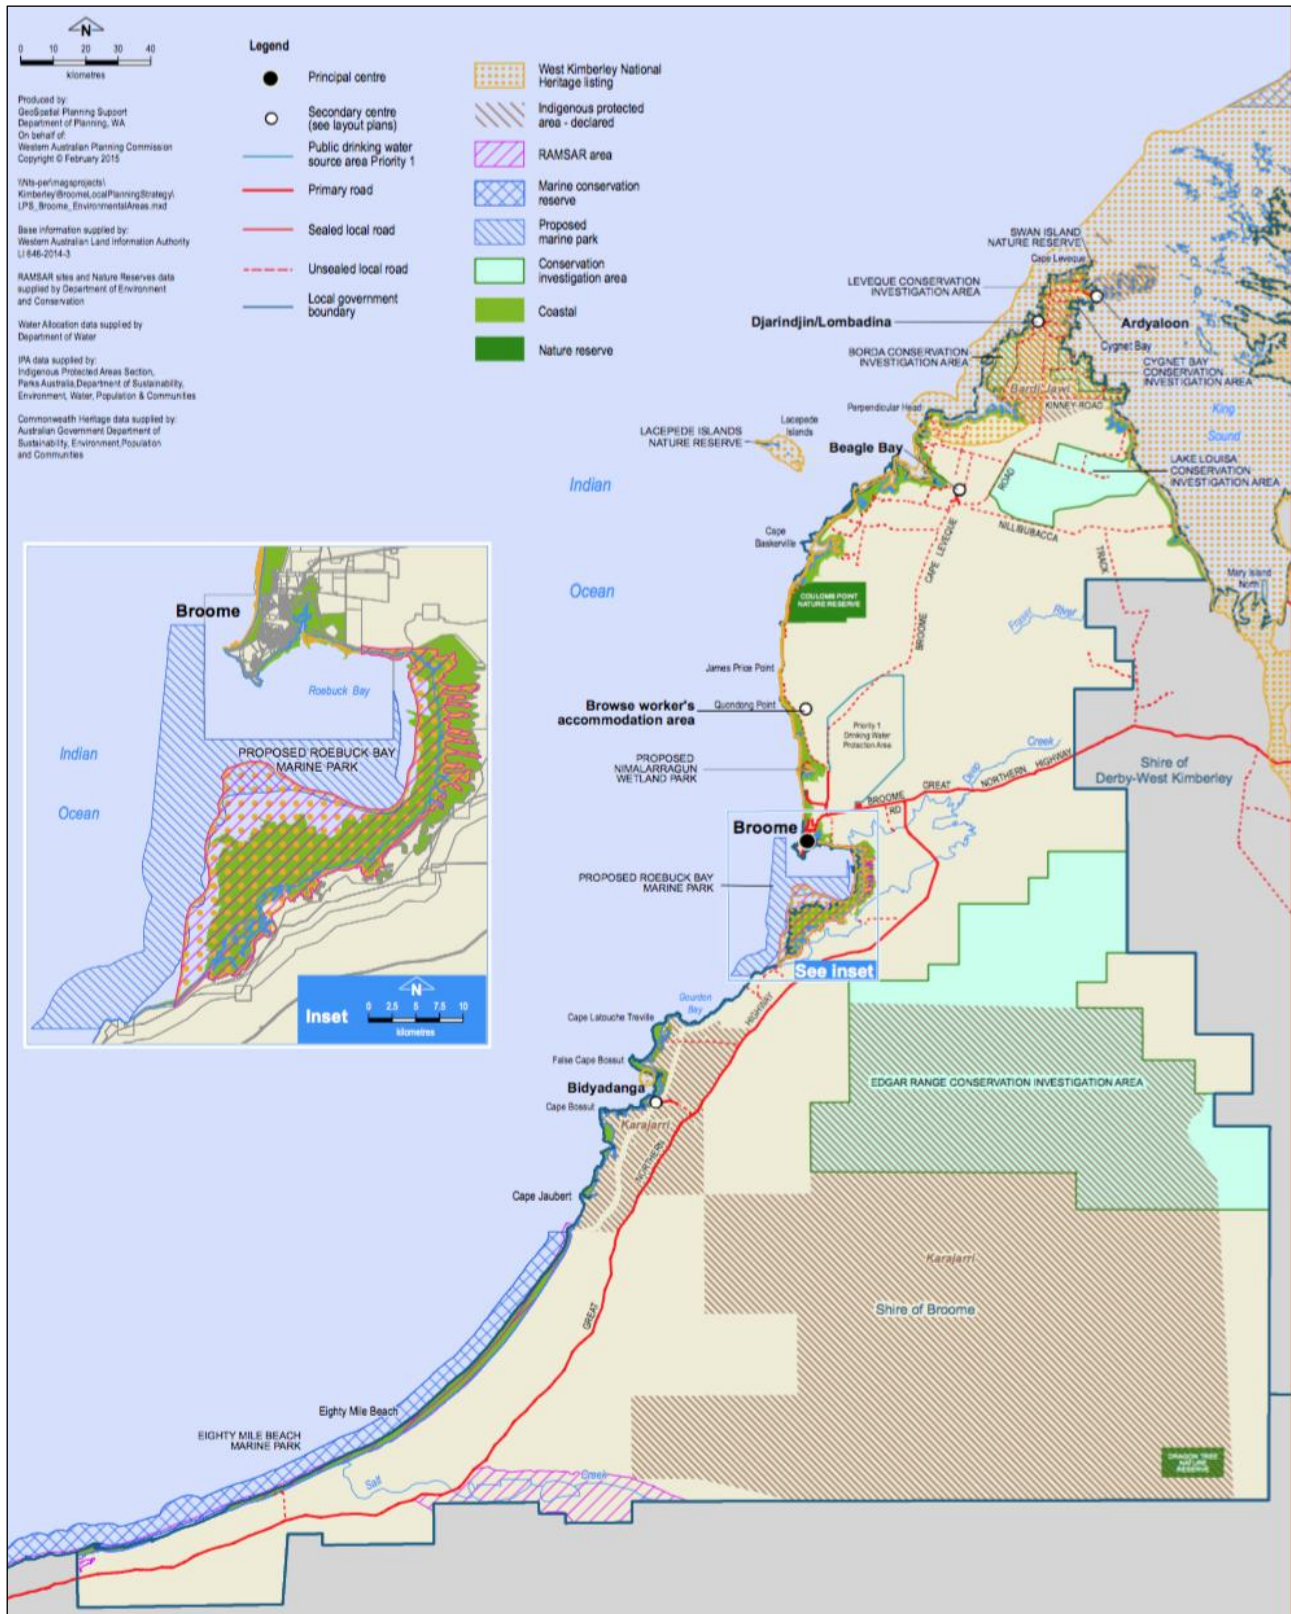 N
0 10 20 30 40
kilometres
Produced by:
GeoSpatial Planning Support
Department of Planning, WA
On behalf of:
Western Australian Planning Commission
Copyright © February 2015
\\Nts-per\magsprojects\
Kimberley\BroomeLocalPlanningStrategy\
LPS_Broome_EnvironmentalAreas.mxd
Base information supplied by:
Western Australian Land Information Authority
LI 646-2014-3
RAMSAR sites and Nature Reserves data
supplied by Department of Environment
and Conservation
Water Allocation data supplied by
Department of Water
IPA data supplied by:
Indigenous Protected Areas Section,
Parks Australia,Department of Sustainability,
Environment, Water, Population & Communities
Commonwealth Heritage data supplied by:
Australian Government Department of
Sustainability, Environment,Population
and Communities
Legend
Principal centre
Secondary centre
(see layout plans)
Public drinking water
source area Priority 1
Primary road
Sealed local road
Unsealed local road
Local government
boundary
West Kimberley National
Heritage listing
Indigenous protected
area - declared
RAMSAR area
Marine conservation
reserve
Proposed
marine park
Conservation
investigation area
Coastal
Nature reserve
SWAN ISLAND
NATURE RESERVE
Cape Leveque
LEVEQUE CONSERVATION
INVESTIGATION AREA
Djarindjin/Lombadina
Ardyaloon
Cygnet Bay
BORDA CONSERVATION
INVESTIGATION AREA
CYGNET BAY
CONSERVATION
INVESTIGATION AREA
Bardi Jawi
KINNEY ROAD
Perpendicular Head
King
Sound
Lacepede
Islands
LACEPEDE ISLANDS
NATURE RESERVE
Beagle Bay
LAKE LOUISA
CONSERVATION
INVESTIGATION AREA
ROAD
Indian
Ocean
NILLIBUBACCA
TRACK
Cape
Baskerville
CAPE LEVEQUE
BROOME
Mary Island
North
COULOMB POINT
NATURE RESERVE
Fraser River
James Price Point
Quondong Point
Browse worker's
accommodation area
Priority 1
Drinking Water
Protection Area
PROPOSED
NIMALARRAGUN
WETLAND PARK
Deep Creek
GREAT NORTHERN HIGHWAY
BROOME
RD
Shire of
Derby-West Kimberley
Broome
PROPOSED ROEBUCK BAY
MARINE PARK
See inset
Broome
Roebuck Bay
Indian
Ocean
PROPOSED ROEBUCK BAY
MARINE PARK
Inset
N
0 2.5 5 7.5 10
kilometres
Gourdon
Bay
HIGHWAY
Cape Latouche Treville
False Cape Bossut
Bidyadanga
Cape Bossut
Karajarri
NORTHERN
EDGAR RANGE CONSERVATION INVESTIGATION AREA
Cape Jaubert
Karajarri
Shire of Broome
GREAT
Eighty Mile Beach
EIGHTY MILE BEACH
MARINE PARK
Salt Creek
DRAGON TREE
NATURE
RESERVE